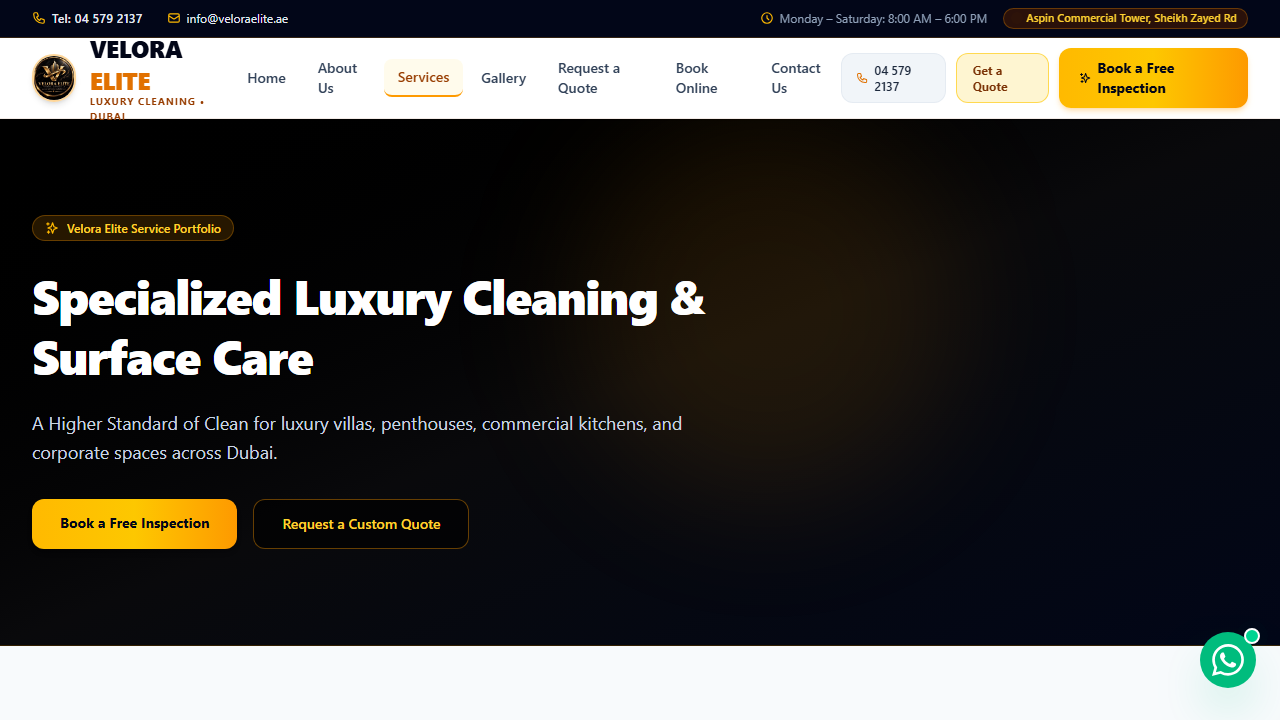 Tel: 04 579 2137
info@veloraelite.ae
Monday – Saturday: 8:00 AM – 6:00 PM
Aspin Commercial Tower, Sheikh Zayed Rd
VELORA
ELITE
LUXURY CLEANING •
DUBAI
Home
About
Us
Services
Gallery
Request a
Quote
Book
Online
Contact
Us
04 579
2137
Get a
Quote
Book a Free
Inspection
Velora Elite Service Portfolio
Specialized Luxury Cleaning &
Surface Care
A Higher Standard of Clean for luxury villas, penthouses, commercial kitchens, and
corporate spaces across Dubai.
Book a Free Inspection
Request a Custom Quote